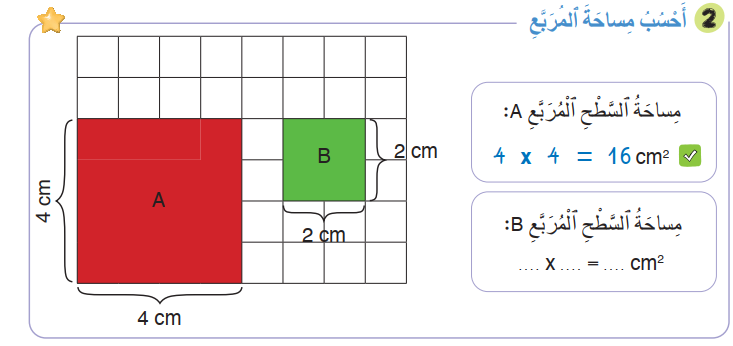 2 أَحْسُبُ مِساحَةَ ٱلمُرَبَّعِ
مِساحَةُ ٱلسَّطْحِ ٱلْمُرَبَّعِ A:
4 x 4 = 16 cm²
مِساحَةُ ٱلسَّطْحِ ٱلْمُرَبَّعِ B:
.... x .... = .... cm²
A
B
4 cm
4 cm
2 cm
2 cm